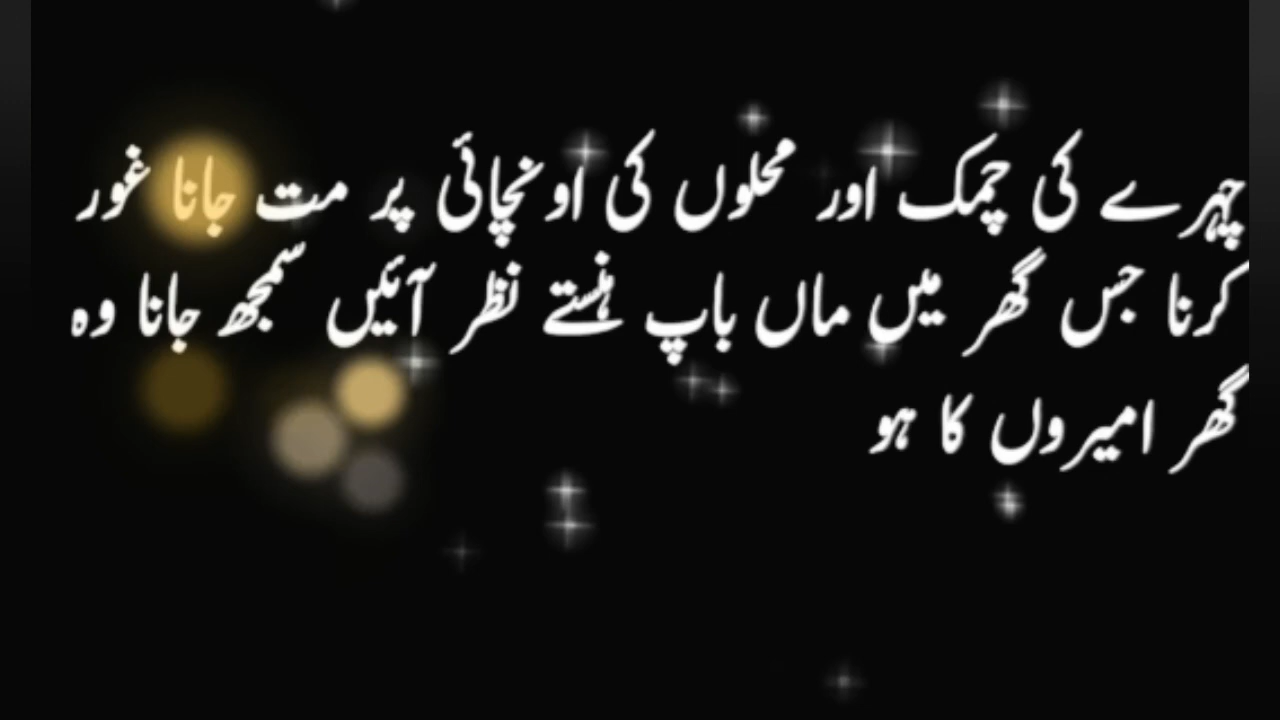 چہرے کی چمک اور محلوں کی اونچائی پر مت جانا غور
کرنا جس گھر میں ماں باپ ہنستے نظر آئیں سمجھ جانا وہ
گھر امیروں کا ہو